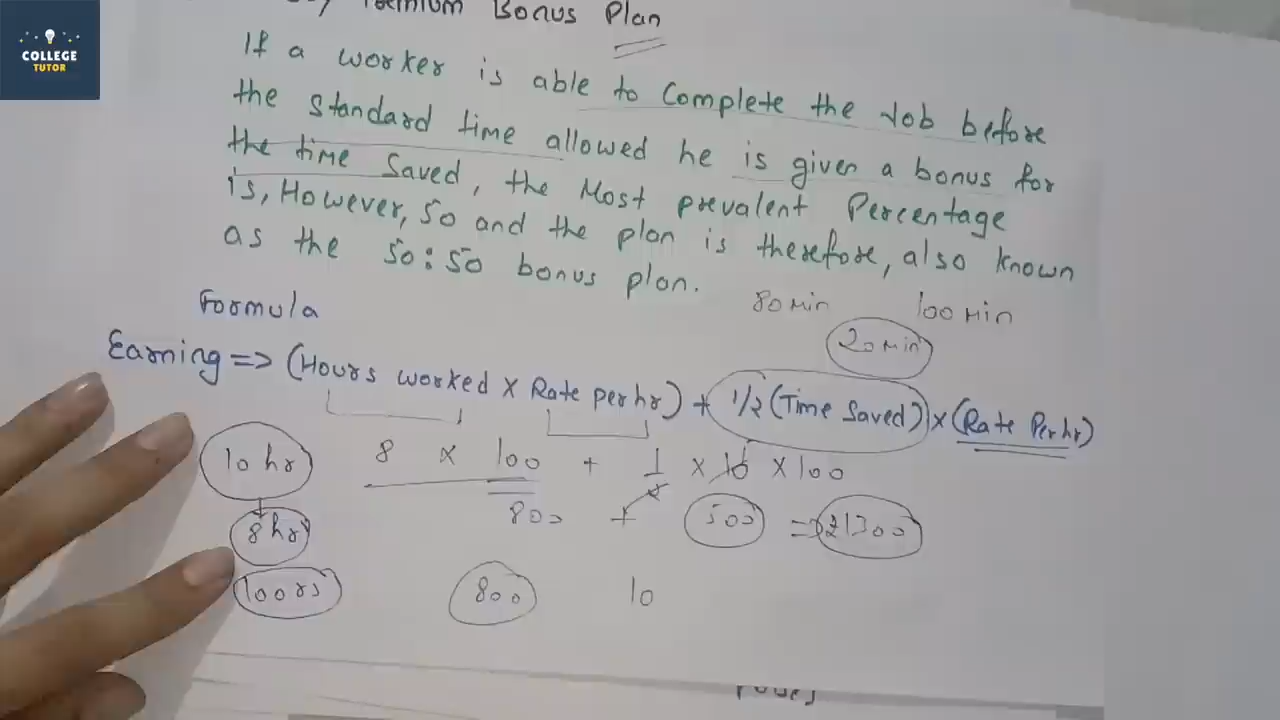 COLLEGE
TUTOR
Premium Bonus Plan
If a worker is able to Complete the Job before
the standard time allowed he is given a bonus for
the time Saved, the Most prevalent Percentage
is, However, 50 and the plan is therefore, also known
as the 50:50 bonus plan.
80 Min 100 Min
20 Min
Formula
Earning => (Hours worked X Rate per hr) + 1/2 (Time Saved) X (Rate Per hr)
10 hr 8 X 100 + 1 X 10 X 100
8 hr 800 + 500 => 1300
100 rs 800 10